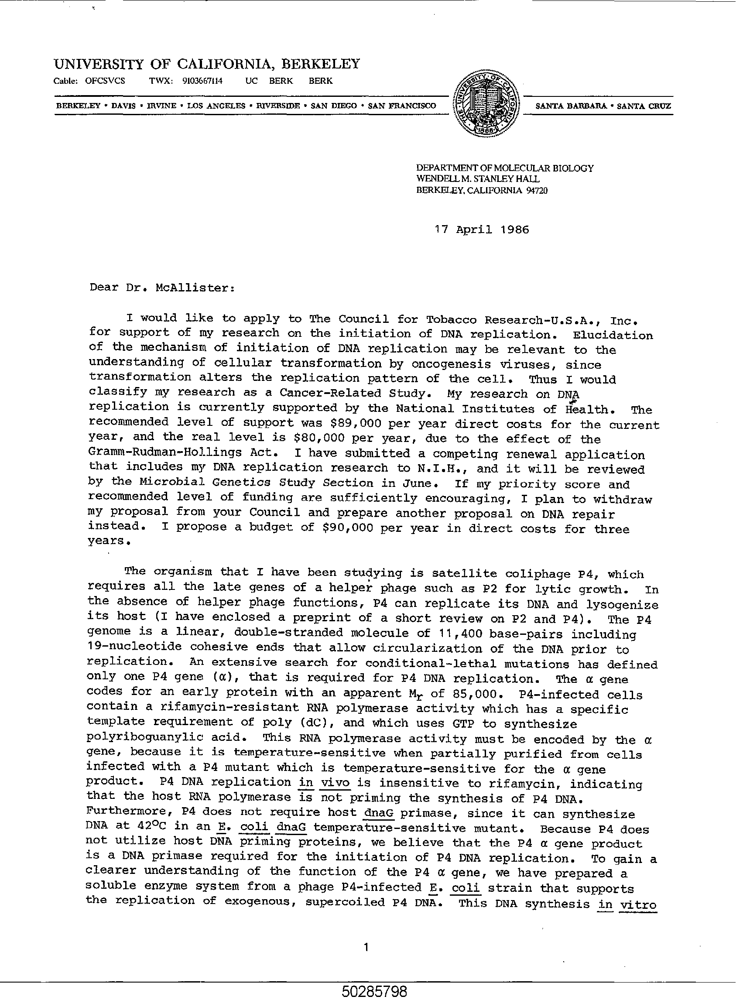 UNIVERSITY OF CALIFORNIA, BERKELEY
Cable: OFCSVCS TWX: 9103667114 UC BERK BERK
BERKELEY • DAVIS • IRVINE • LOS ANGELES • RIVERSIDE • SAN DIEGO • SAN FRANCISCO
SANTA BARBARA • SANTA CRUZ
DEPARTMENT OF MOLECULAR BIOLOGY
WENDELL M. STANLEY HALL
BERKELEY, CALIFORNIA 94720
17 April 1986
Dear Dr. McAllister:
I would like to apply to The Council for Tobacco Research-U.S.A., Inc.
for support of my research on the initiation of DNA replication. Elucidation
of the mechanism of initiation of DNA replication may be relevant to the
understanding of cellular transformation by oncogenesis viruses, since
transformation alters the replication pattern of the cell. Thus I would
classify my research as a Cancer-Related Study. My research on DNA
replication is currently supported by the National Institutes of Health. The
recommended level of support was $89,000 per year direct costs for the current
year, and the real level is $80,000 per year, due to the effect of the
Gramm-Rudman-Hollings Act. I have submitted a competing renewal application
that includes my DNA replication research to N.I.H., and it will be reviewed
by the Microbial Genetics Study Section in June. If my priority score and
recommended level of funding are sufficiently encouraging, I plan to withdraw
my proposal from your Council and prepare another proposal on DNA repair
instead. I propose a budget of $90,000 per year in direct costs for three
years.
The organism that I have been studying is satellite coliphage P4, which
requires all the late genes of a helper phage such as P2 for lytic growth. In
the absence of helper phage functions, P4 can replicate its DNA and lysogenize
its host (I have enclosed a preprint of a short review on P2 and P4). The P4
genome is a linear, double-stranded molecule of 11,400 base-pairs including
19-nucleotide cohesive ends that allow circularization of the DNA prior to
replication. An extensive search for conditional-lethal mutations has defined
only one P4 gene (α), that is required for P4 DNA replication. The α gene
codes for an early protein with an apparent Mr of 85,000. P4-infected cells
contain a rifamycin-resistant RNA polymerase activity which has a specific
template requirement of poly (dC), and which uses GTP to synthesize
polyriboguanylic acid. This RNA polymerase activity must be encoded by the α
gene, because it is temperature-sensitive when partially purified from cells
infected with a P4 mutant which is temperature-sensitive for the α gene
product. P4 DNA replication in vivo is insensitive to rifamycin, indicating
that the host RNA polymerase is not priming the synthesis of P4 DNA.
Furthermore, P4 does not require host dnaG primase, since it can synthesize
DNA at 42°C in an E. coli dnaG temperature-sensitive mutant. Because P4 does
not utilize host DNA priming proteins, we believe that the P4 α gene product
is a DNA primase required for the initiation of P4 DNA replication. To gain a
clearer understanding of the function of the P4 α gene, we have prepared a
soluble enzyme system from a phage P4-infected E. coli strain that supports
the replication of exogenous, supercoiled P4 DNA. This DNA synthesis in vitro
1
50285798